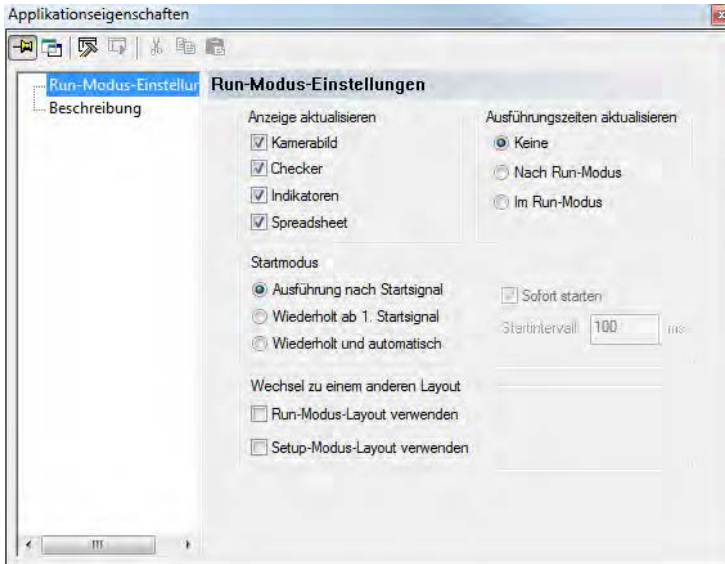 Applikationseigenschaften
Run-Modus-Einstellur
Beschreibung
Run-Modus-Einstellungen
Anzeige aktualisieren
Kamerabild
Checker
Indikatoren
Spreadsheet
Ausführungszeiten aktualisieren
Keine
Nach Run-Modus
Im Run-Modus
Startmodus
Ausführung nach Startsignal
Wiederholt ab 1. Startsignal
Wiederholt und automatisch
Sofort starten
Startintervall 100 ms
Wechsel zu einem anderen Layout
Run-Modus-Layout verwenden
Setup-Modus-Layout verwenden